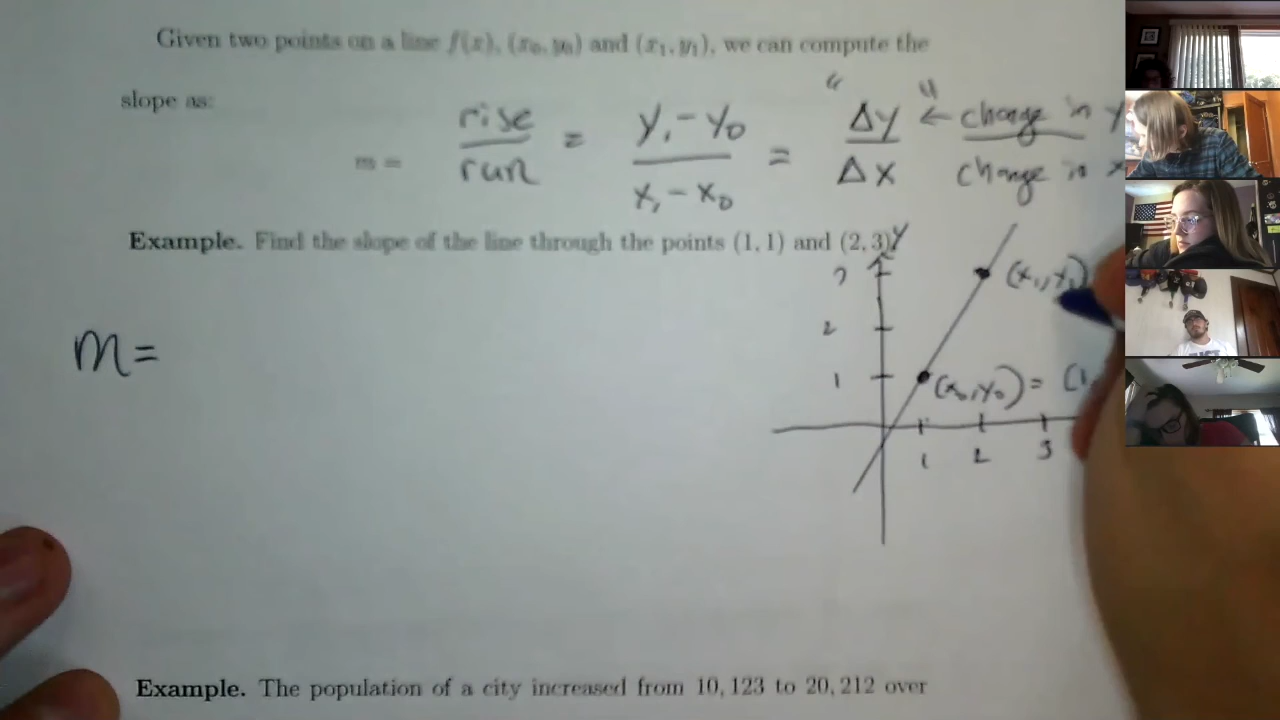 Given two points on a line f(x), (x₀, y₀) and (x₁, y₁), we can compute the
slope as:
m = rise/run = y₁-y₀/x₁-x₀ = "Δy/Δx" ← change in y/change in x
Example. Find the slope of the line through the points (1, 1) and (2, 3)
y
3 (x₁,y₁)
2
m=
1 (x₀,y₀) = (1,
1 2 3
Example. The population of a city increased from 10, 123 to 20, 212 over